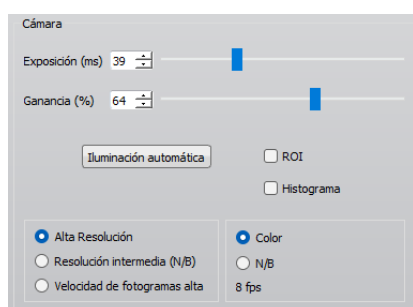 Cámara
Exposición (ms) 39
Ganancia (%) 64
Iluminación automática
ROI
Histograma
Alta Resolución
Resolución intermedia (N/B)
Velocidad de fotogramas alta
Color
N/B
8 fps